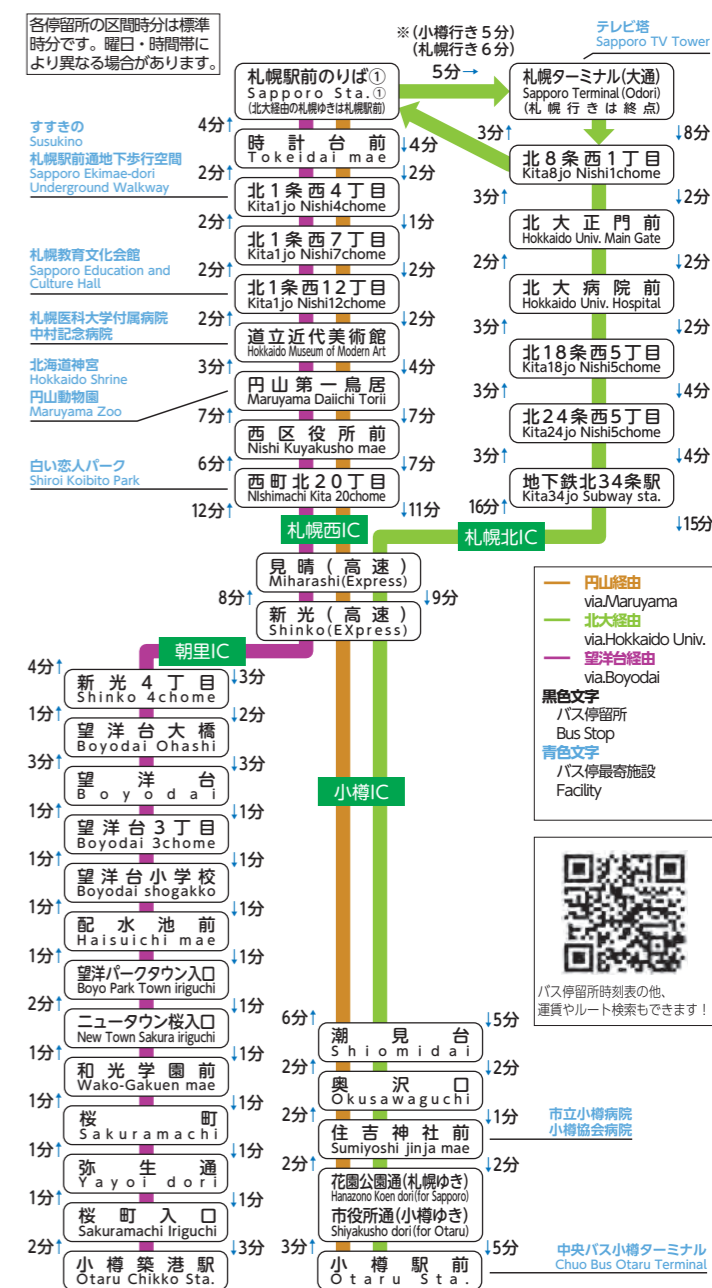 各停留所の区間時分は標準
時分です。曜日・時間帯に
より異なる場合があります。
※(小樽行き5分)
(札幌行き6分)
5分→
テレビ塔
Sapporo TV Tower
札幌駅前のりば①
Sapporo Sta.①
(北大経由の札幌ゆきは札幌駅前)
札幌ターミナル(大通)
Sapporo Terminal(Odori)
(札幌行きは終点)
すすきの
Susukino
札幌駅前通地下歩行空間
Sapporo Ekimae-dori
Underground Walkway
4分↑
↓4分
時計台前
Tokeidai mae
2分↑
↓2分
北1条西4丁目
Kita1jo Nishi4chome
2分↑
↓1分
北1条西7丁目
Kita1jo Nishi7chome
札幌教育文化会館
Sapporo Education and
Culture Hall
2分↑
↓2分
北1条西12丁目
Kita1jo Nishi12chome
札幌医科大学付属病院
中村記念病院
2分↑
↓2分
道立近代美術館
Hokkaido Museum of Modern Art
北海道神宮
Hokkaido Shrine
円山動物園
Maruyama Zoo
3分↑
↓4分
円山第一鳥居
Maruyama Daiichi Torii
7分↑
↓7分
西区役所前
Nishi Kuyakusho mae
白い恋人パーク
Shiroi Koibito Park
6分↑
↓7分
西町北20丁目
NIshimachi Kita 20chome
12分↑
↓11分
札幌西IC
3分↑
↓8分
北8条西1丁目
Kita8jo Nishi1chome
3分↑
↓2分
北大正門前
Hokkaido Univ. Main Gate
2分↑
↓2分
北大病院前
Hokkaido Univ. Hospital
3分↑
↓2分
北18条西5丁目
Kita18jo Nishi5chome
3分↑
↓4分
北24条西5丁目
Kita24jo Nishi5chome
3分↑
↓4分
地下鉄北34条駅
Kita34jo Subway sta.
16分↑
↓15分
札幌北IC
見晴(高速)
Miharashi(Express)
8分↑
↓9分
新光(高速)
Shinko(EXpress)
朝里IC
円山経由
via.Maruyama
北大経由
via.Hokkaido Univ.
望洋台経由
via.Boyodai
黒色文字
バス停留所
Bus Stop
青色文字
バス停最寄施設
Facility
4分↑
↓3分
新光4丁目
Shinko 4chome
1分↑
↓2分
望洋台大橋
Boyodai Ohashi
3分↑
↓3分
望洋台
Boyodai
1分↑
↓1分
望洋台3丁目
Boyodai 3chome
1分↑
↓1分
望洋台小学校
Boyodai shogakko
1分↑
↓1分
配水池前
Haisuichi mae
1分↑
↓1分
望洋パークタウン入口
Boyo Park Town iriguchi
2分↑
↓1分
ニュータウン桜入口
New Town Sakura iriguchi
1分↑
↓1分
和光学園前
Wako-Gakuen mae
1分↑
↓1分
桜町
Sakuramachi
1分↑
↓1分
弥生通
Yayoi dori
1分↑
↓1分
桜町入口
Sakuramachi Iriguchi
2分↑
↓3分
小樽築港駅
Otaru Chikko Sta.
小樽IC
バス停留所時刻表の他、
運賃やルート検索もできます!
6分↑
↓5分
潮見台
Shiomidai
2分↑
↓2分
奥沢口
Okusawaguchi
2分↑
↓1分
住吉神社前
Sumiyoshi jinja mae
市立小樽病院
小樽協会病院
2分↑
↓2分
花園公園通(札幌ゆき)
Hanazono Koen dori(for Sapporo)
市役所通(小樽ゆき)
Shiyakusho dori(for Otaru)
3分↑
↓5分
小樽駅前
Otaru Sta.
中央バス小樽ターミナル
Chuo Bus Otaru Terminal